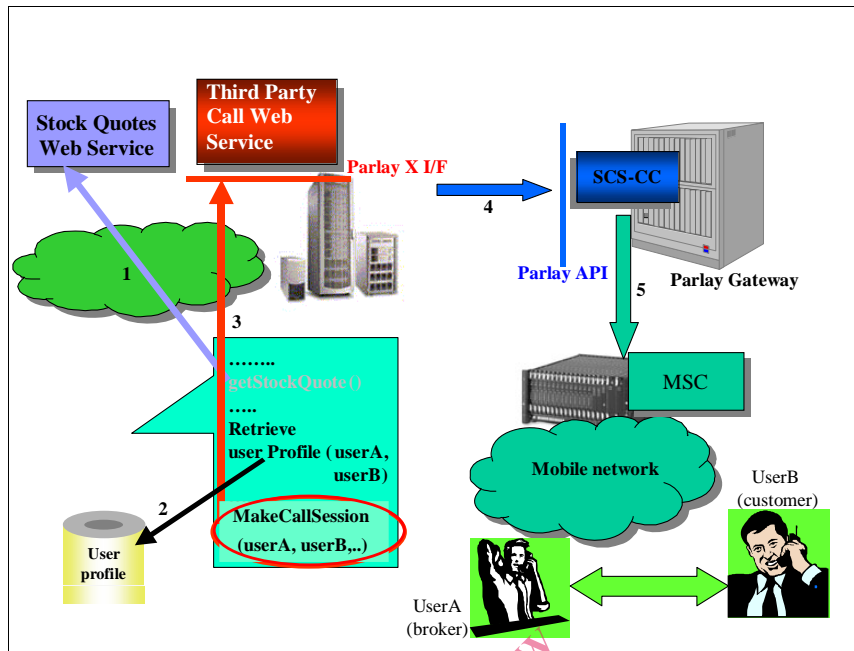 Stock Quotes
Web Service
Third Party
Call Web
Service
Parlay X I/F
4
SCS-CC
Parlay API
Parlay Gateway
1
3
5
MSC
……..
getStockQuote()
…..
Retrieve
user Profile (userA,
userB)
2
MakeCallSession
(userA, userB,..)
User
profile
Mobile network
UserB
(customer)
UserA
(broker)
W